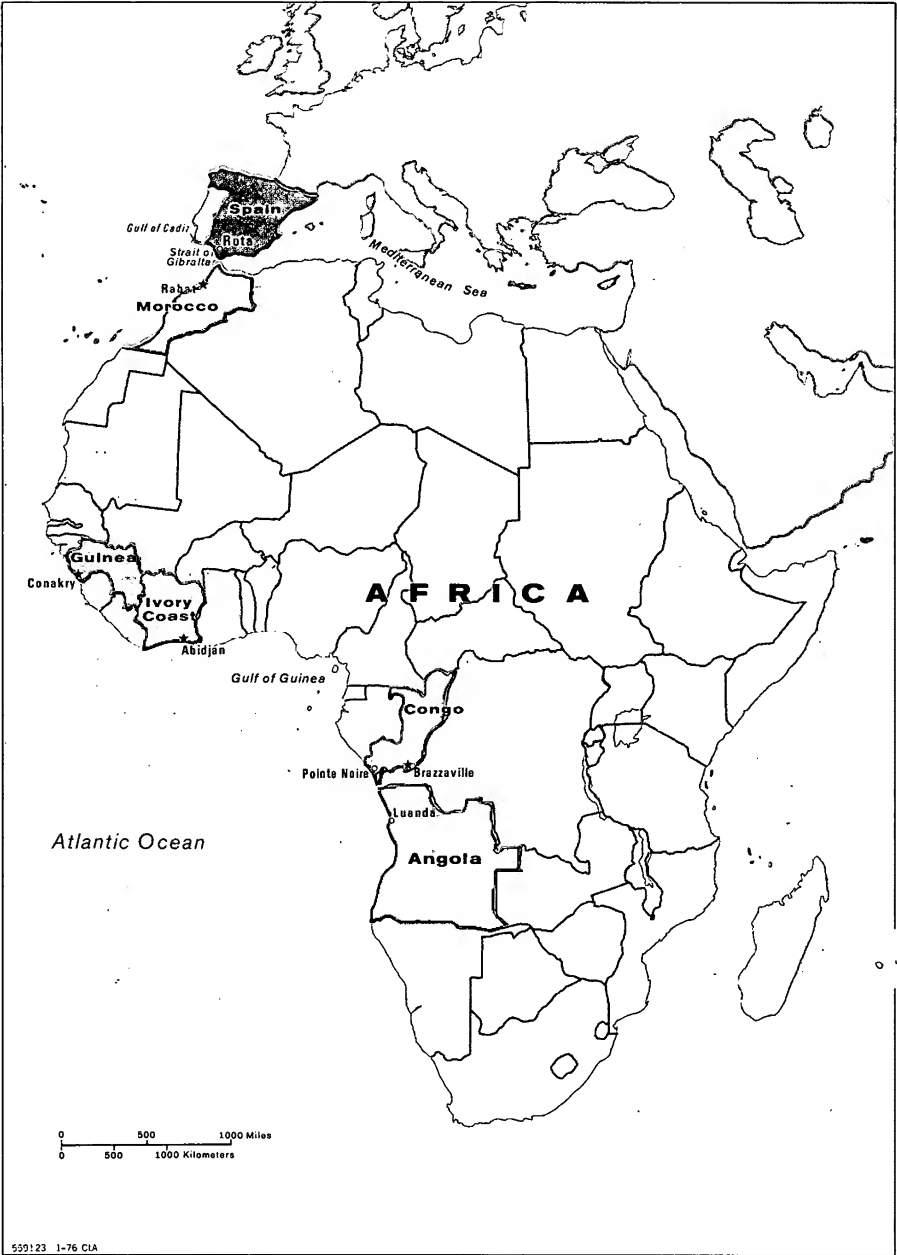 Spain
Gulf of Cadiz
Rota
Strait of
Gibraltar
Mediterranean Sea
Rabat
Morocco
Guinea
Conakry
Ivory
Coast
Abidjan
AFRICA
Gulf of Guinea
Congo
Pointe Noire
Brazzaville
Luanda
Atlantic Ocean
Angola
0 500 1000 Miles
0 500 1000 Kilometers
1-76 CIA